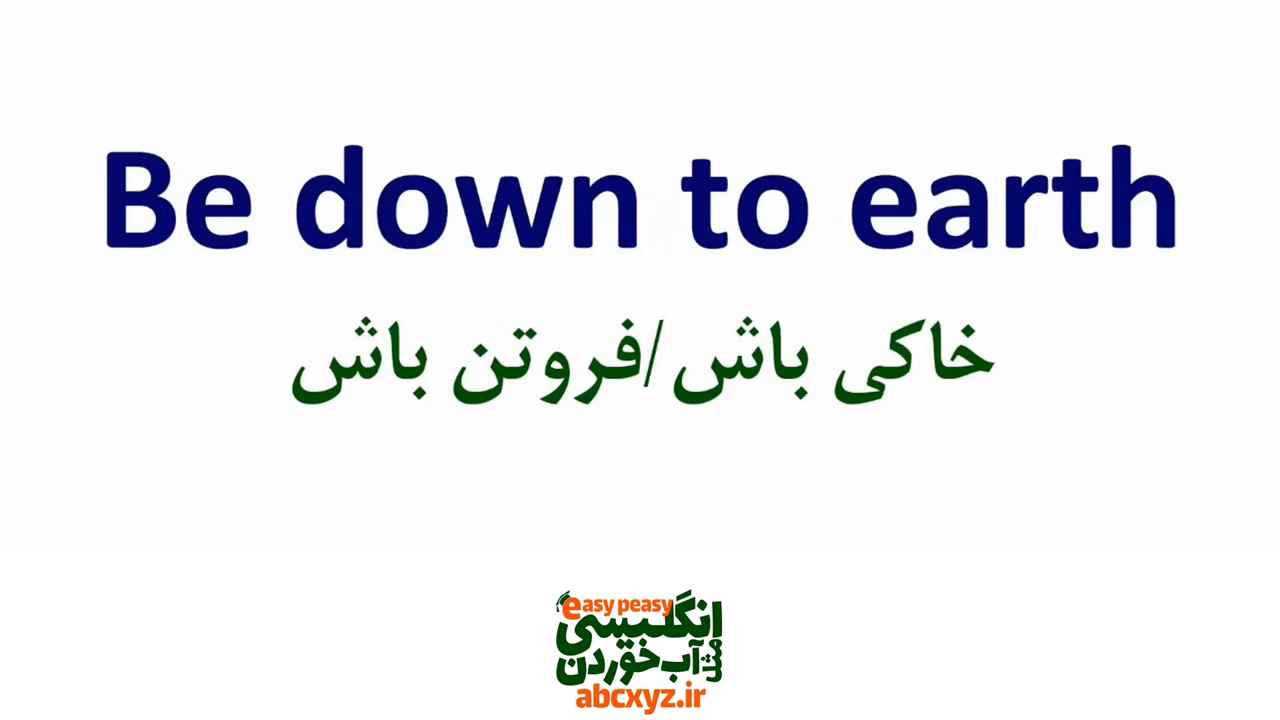 Be down to earth
خاکی باش/فروتن باش
easy peasy
انگلیسی
مثل آب خوردن
abcxyz.ir